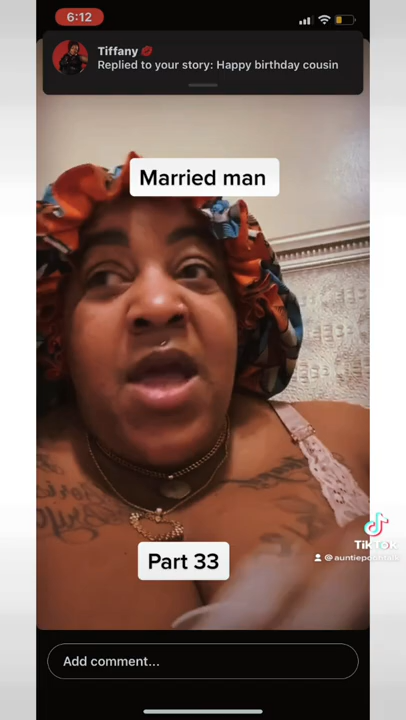 6:12
Tiffany 💋
Replied to your story: Happy birthday cousin
Married man
Part 33
TikTok
Add comment...